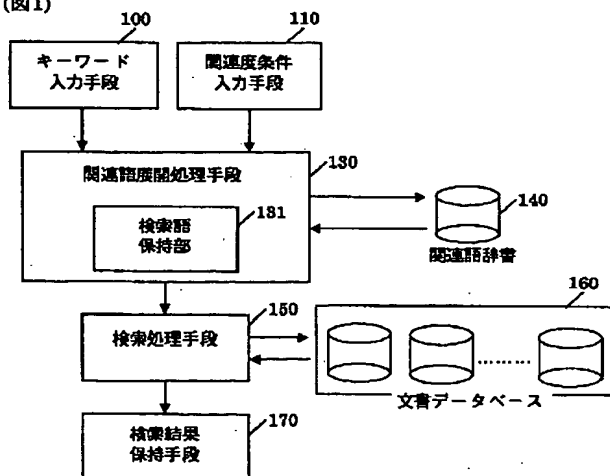 (図1)
100
110
キーワード
入力手段
関連度条件
入力手段
130
関連語展開処理手段
131
検索語
保持部
140
関連語辞書
150
160
検索処理手段
文書データベース
170
検索結果
保持手段